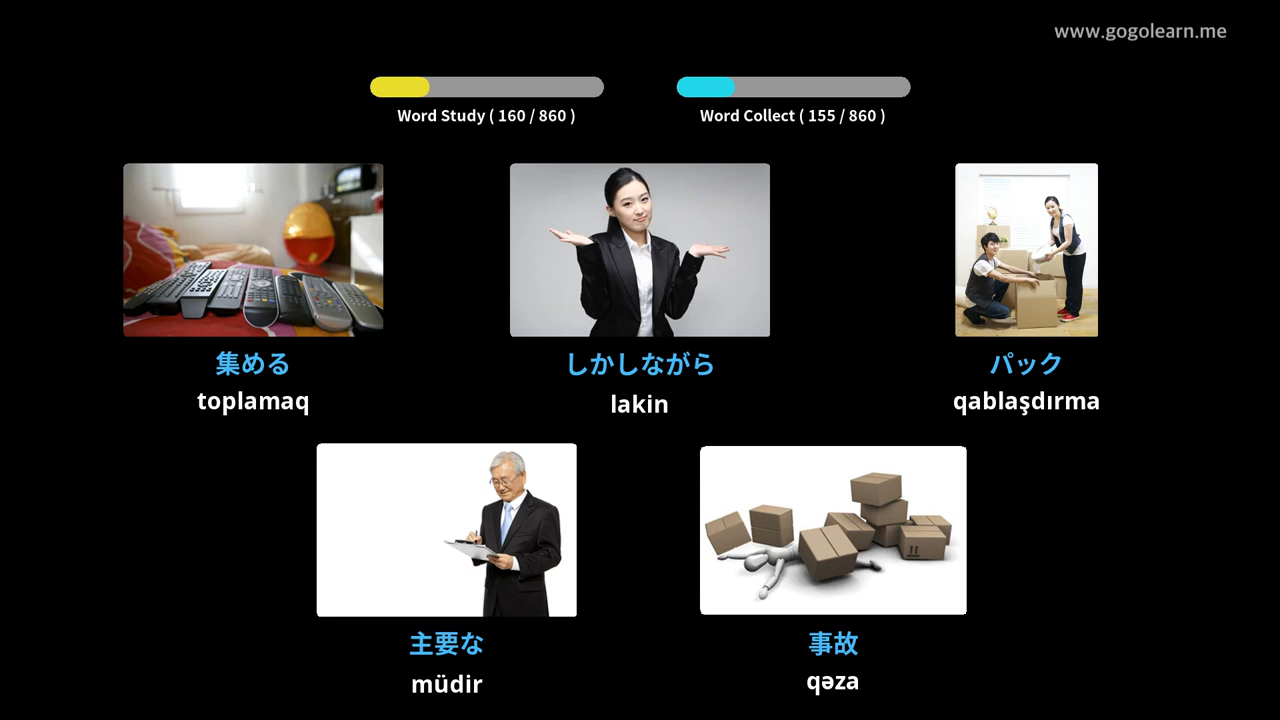 www.gogolearn.me
Word Study ( 160 / 860 )
Word Collect ( 155 / 860 )
集める
toplamaq
しかしながら
lakin
パック
qablaşdırma
主要な
müdir
事故
qəza